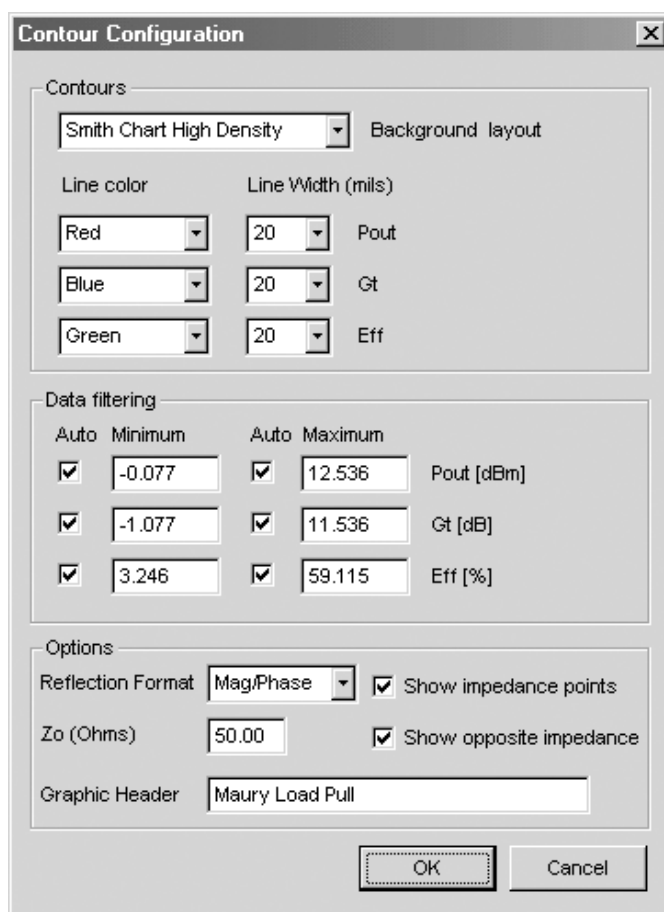 Contour Configuration
Contours
Smith Chart High Density Background layout
Line color Line Width (mils)
Red 20 Pout
Blue 20 Gt
Green 20 Eff
Data filtering
Auto Minimum Auto Maximum
-0.077 12.536 Pout [dBm]
-1.077 11.536 Gt [dB]
3.246 59.115 Eff [%]
Options
Reflection Format Mag/Phase Show impedance points
Zo (Ohms) 50.00 Show opposite impedance
Graphic Header Maury Load Pull
OK Cancel